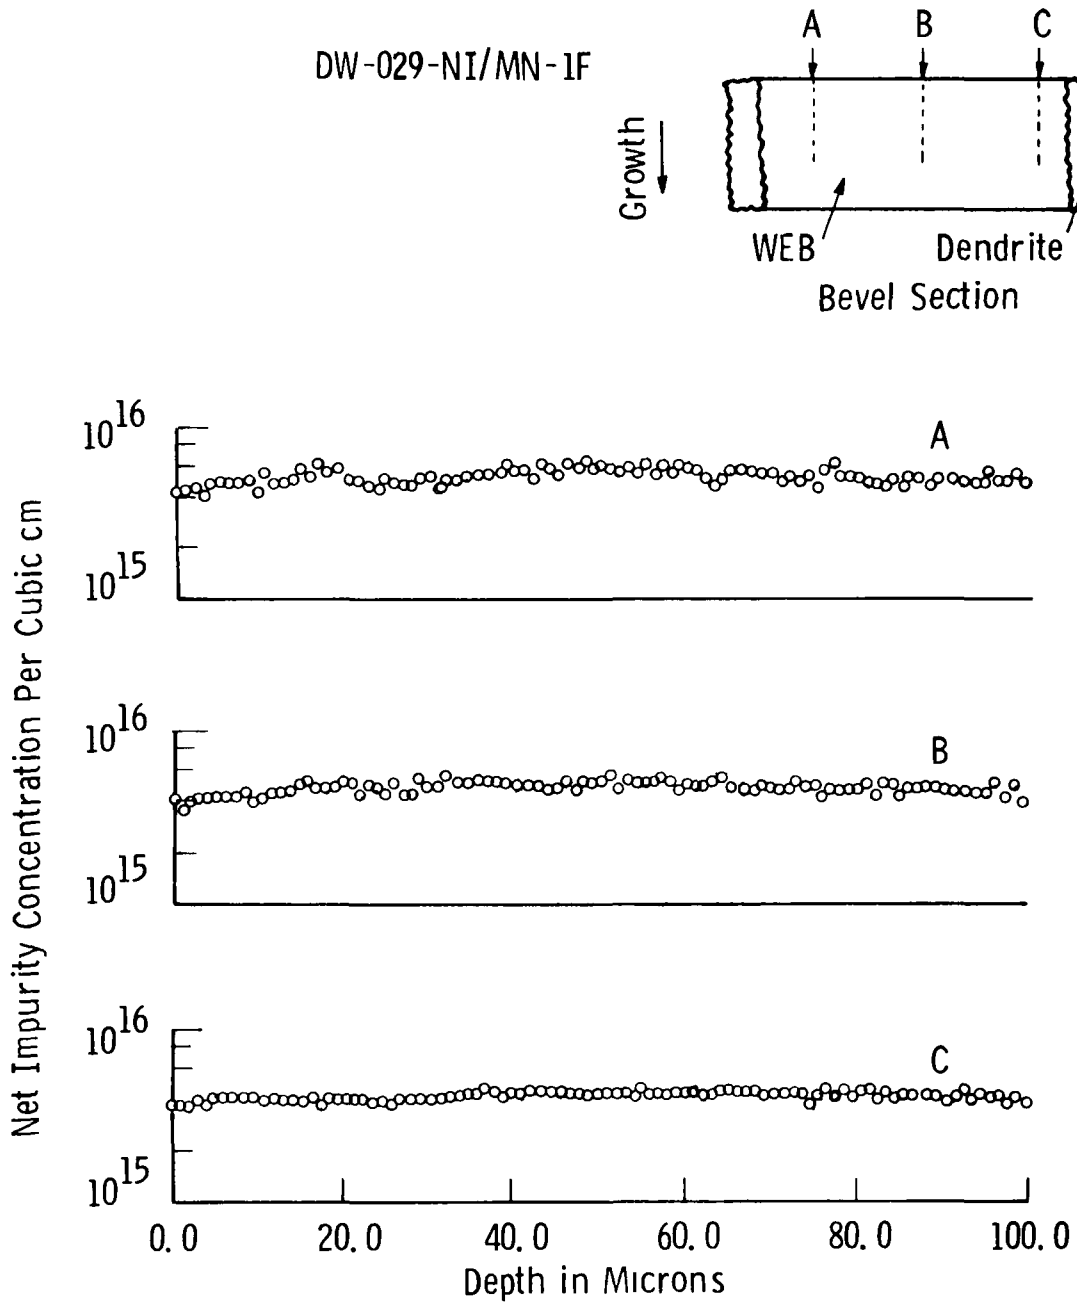 DW-029-NI/MN-1F
A B C
Growth
WEB
Dendrite
Bevel Section
Net Impurity Concentration Per Cubic cm
10^16
A
10^15
10^16
B
10^15
10^16
C
10^15
0.0 20.0 40.0 60.0 80.0 100.0
Depth in Microns